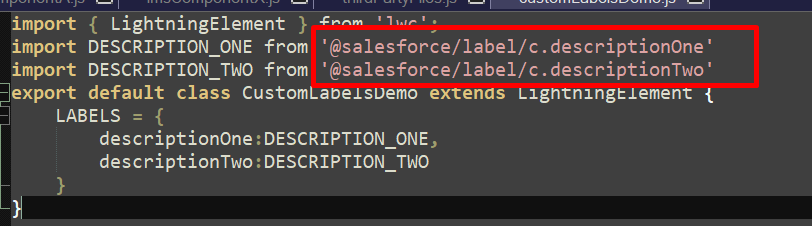 import { LightningElement } from 'lwc';
import DESCRIPTION_ONE from '@salesforce/label/c.descriptionOne'
import DESCRIPTION_TWO from '@salesforce/label/c.descriptionTwo'
export default class CustomLabelsDemo extends LightningElement {
LABELS = {
descriptionOne:DESCRIPTION_ONE,
descriptionTwo:DESCRIPTION_TWO
}
}